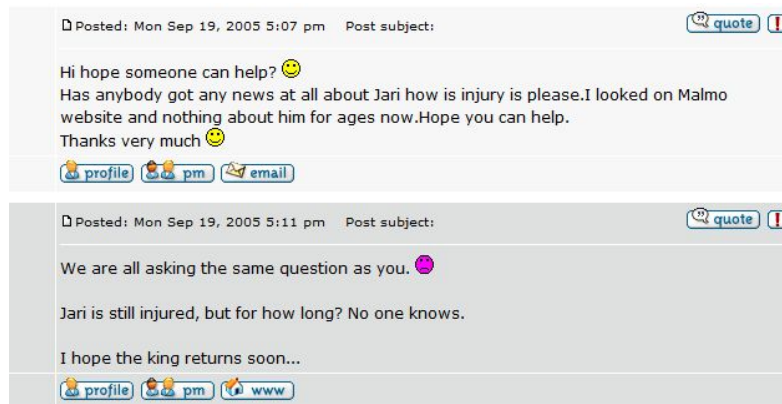 Posted: Mon Sep 19, 2005 5:07 pm Post subject:
quote
Hi hope someone can help?
Has anybody got any news at all about Jari how is injury is please.I looked on Malmo
website and nothing about him for ages now.Hope you can help.
Thanks very much
profile pm email
Posted: Mon Sep 19, 2005 5:11 pm Post subject:
quote
We are all asking the same question as you.
Jari is still injured, but for how long? No one knows.
I hope the king returns soon...
profile pm www